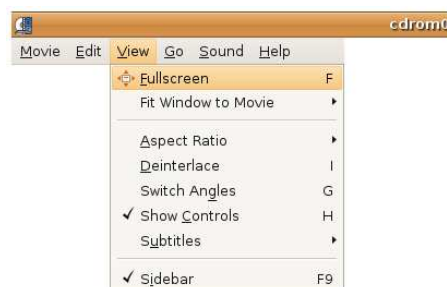 cdrom0
Movie Edit View Go Sound Help
Fullscreen F
Fit Window to Movie
Aspect Ratio
Deinterlace I
Switch Angles G
Show Controls H
Subtitles
Sidebar F9